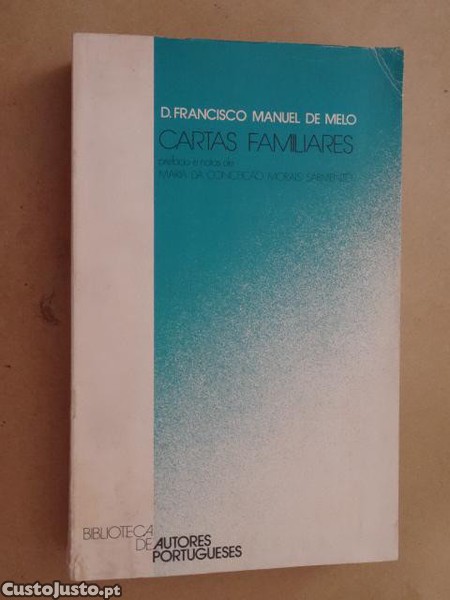 D. FRANCISCO MANUEL DE MELO
CARTAS FAMILIARES
prefácio e notas de
MARIA DA CONCEIÇÃO MORAIS SARMENTO
BIBLIOTECA
DE AUTORES
PORTUGUESES
CustoJusto.pt